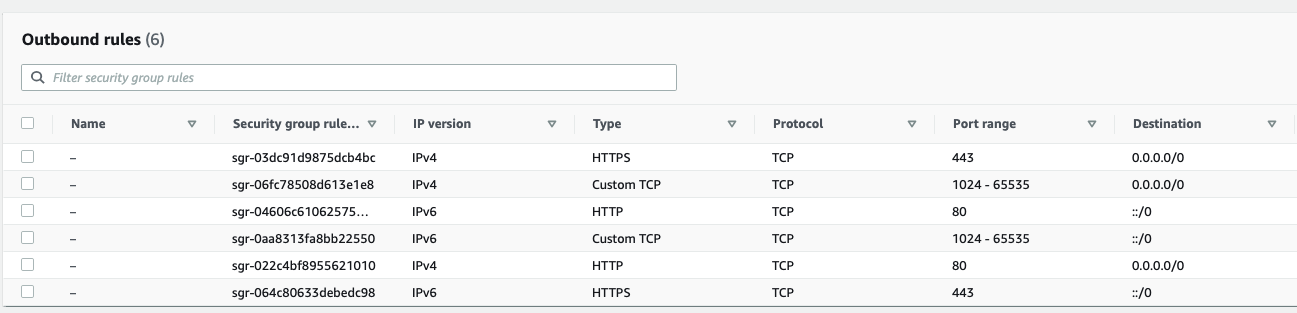 Outbound rules (6)
Filter security group rules
Name Security group rule... IP version Type Protocol Port range Destination
– sgr-03dc91d9875dcb4bc IPv4 HTTPS TCP 443 0.0.0.0/0
– sgr-06fc78508d613e1e8 IPv4 Custom TCP TCP 1024 - 65535 0.0.0.0/0
– sgr-04606c61062575... IPv6 HTTP TCP 80 ::/0
– sgr-0aa8313fa8bb22550 IPv6 Custom TCP TCP 1024 - 65535 ::/0
– sgr-022c4bf8955621010 IPv4 HTTP TCP 80 0.0.0.0/0
– sgr-064c80633debedc98 IPv6 HTTPS TCP 443 ::/0